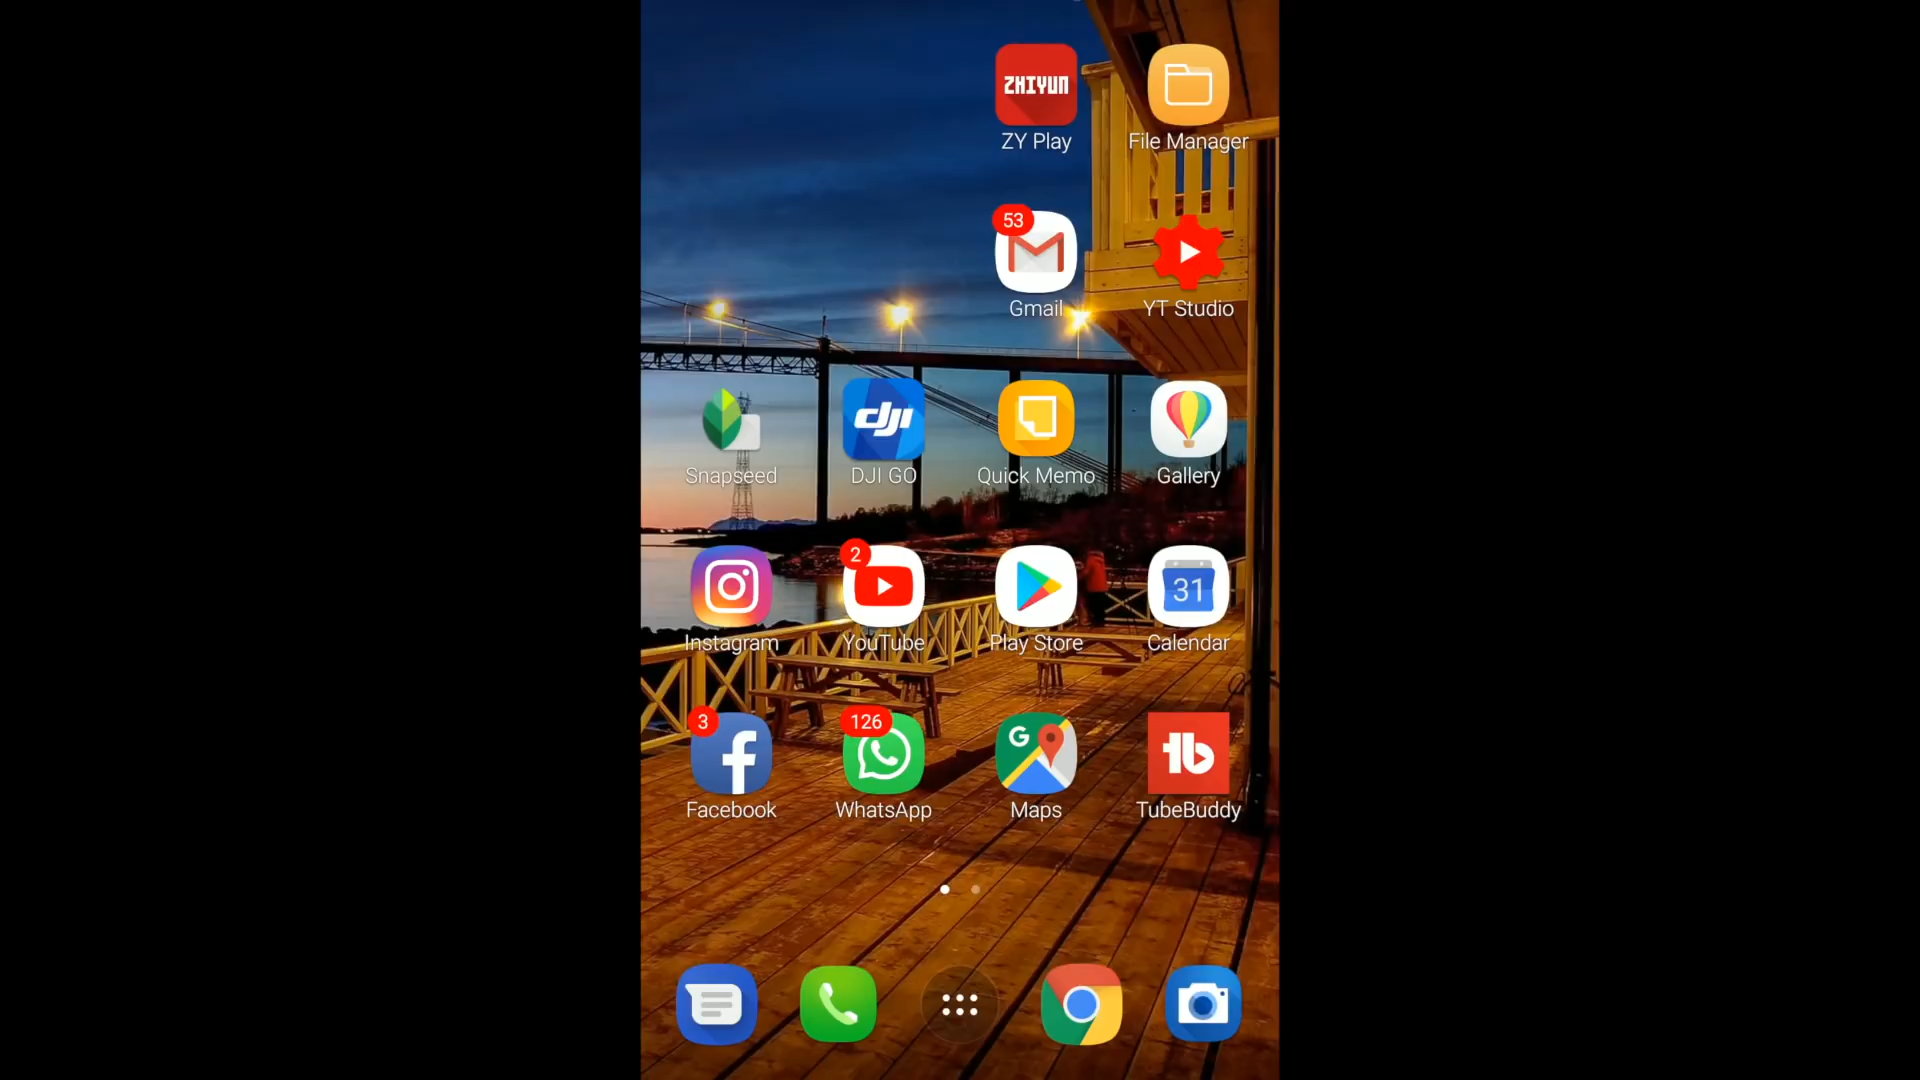 ZHIYUN
ZY Play
File Manager
53
Gmail
YT Studio
dji
Snapseed
DJI GO
Quick Memo
Gallery
2
31
Instagram
YouTube
Play Store
Calendar
3
126
G
tb
Facebook
WhatsApp
Maps
TubeBuddy